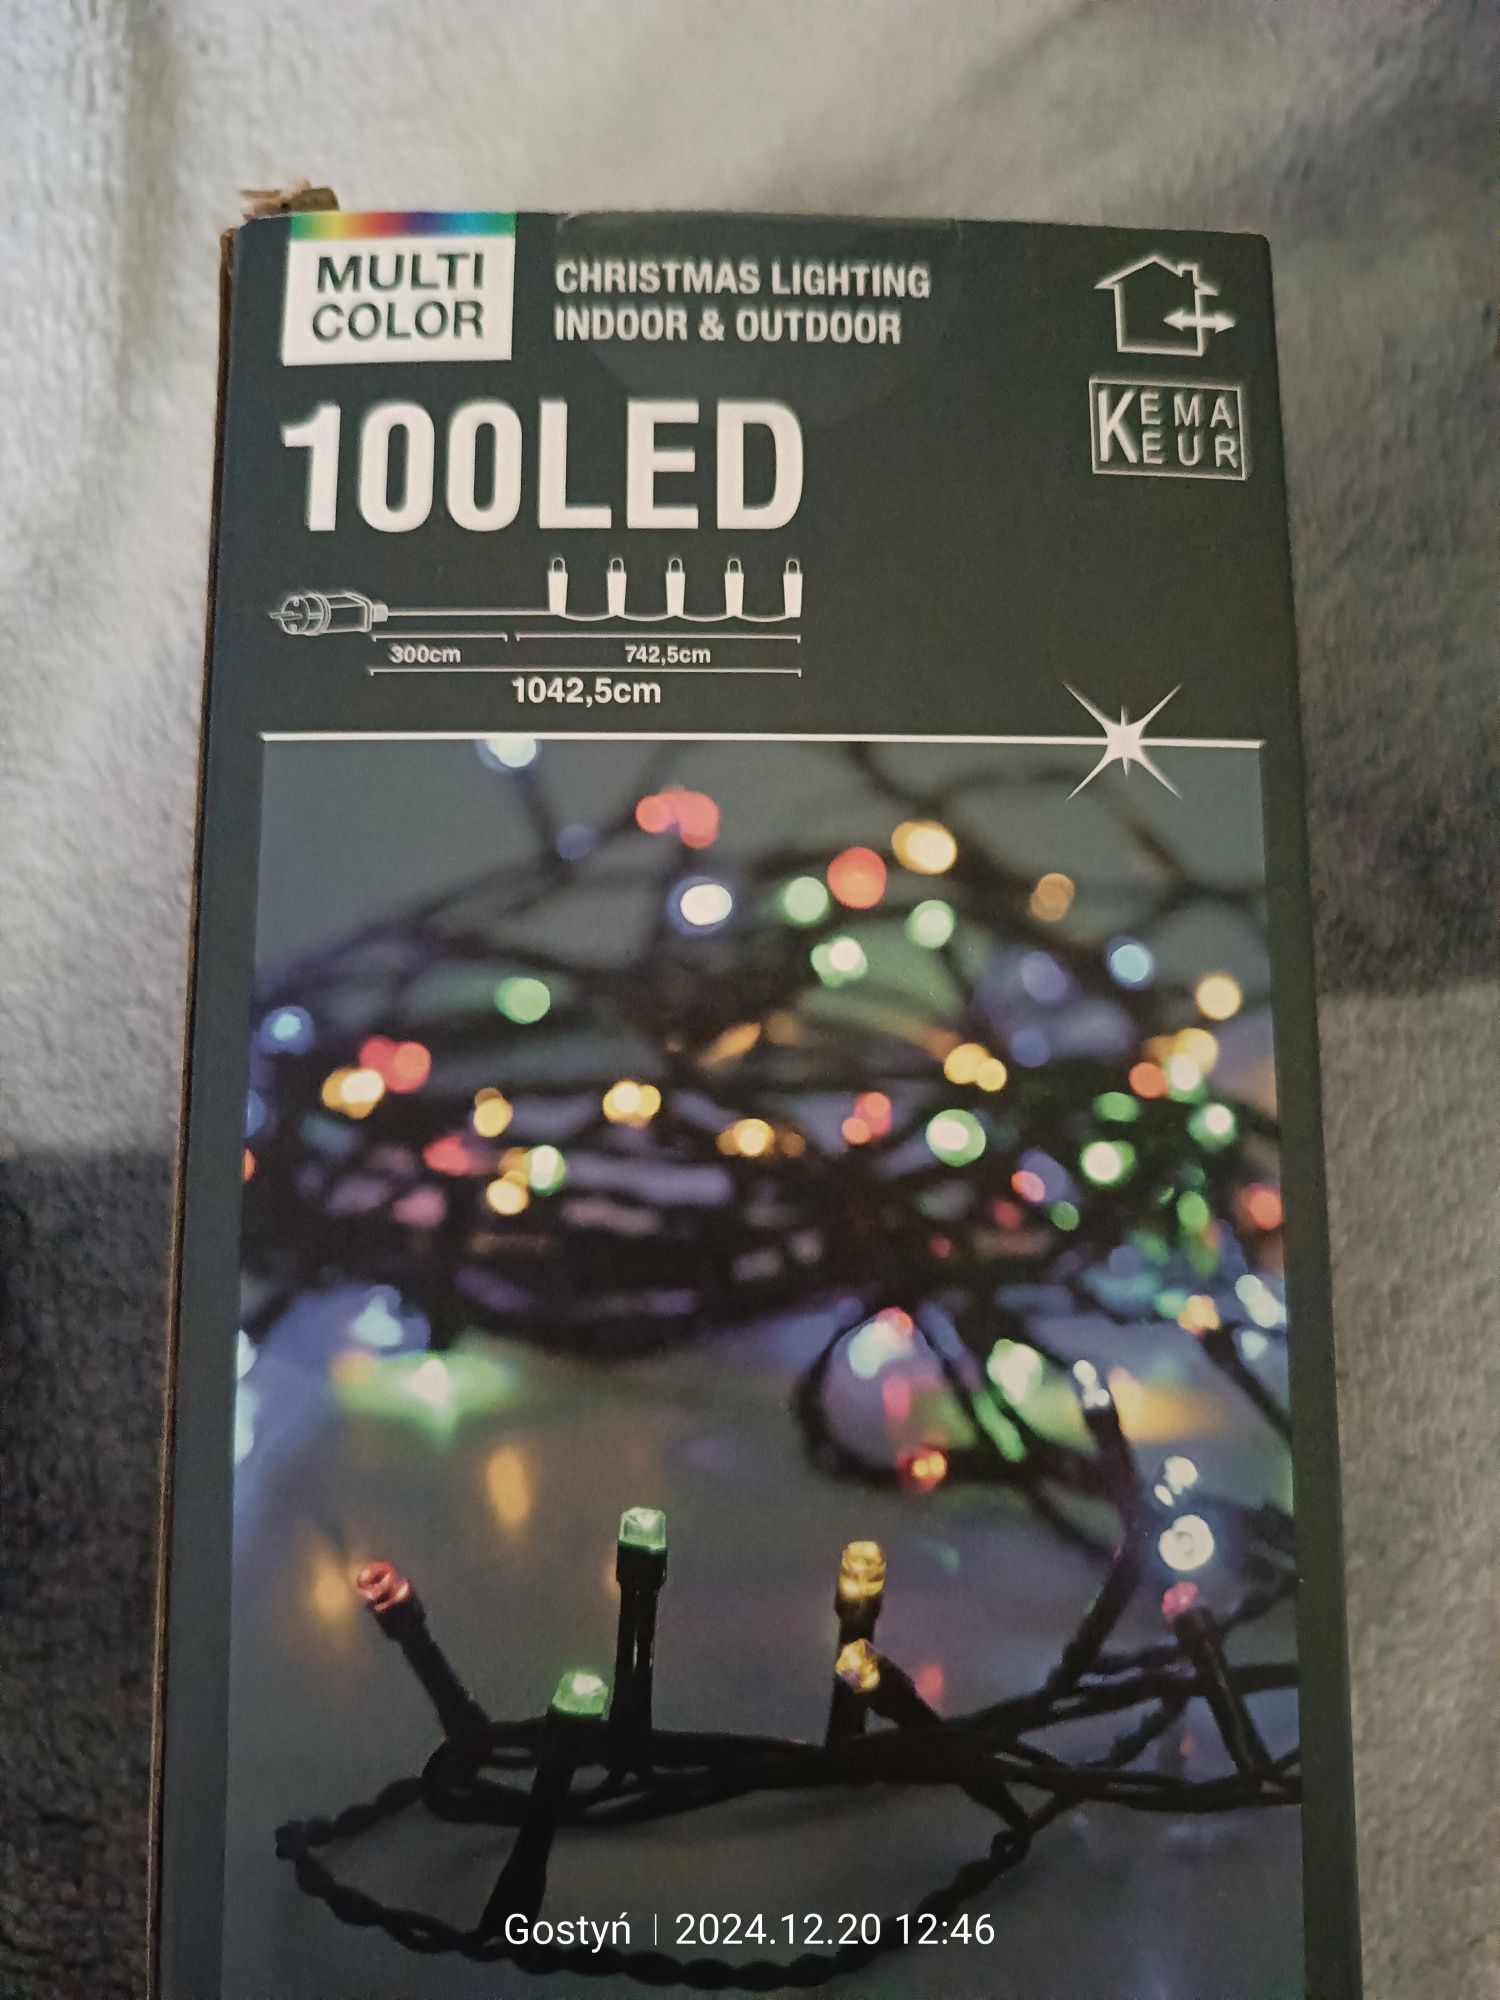 MULTI
COLOR
CHRISTMAS LIGHTING
INDOOR & OUTDOOR
KEMA
KEUR
100LED
300cm
742,5cm
1042,5cm
Gostyń | 2024.12.20 12:46